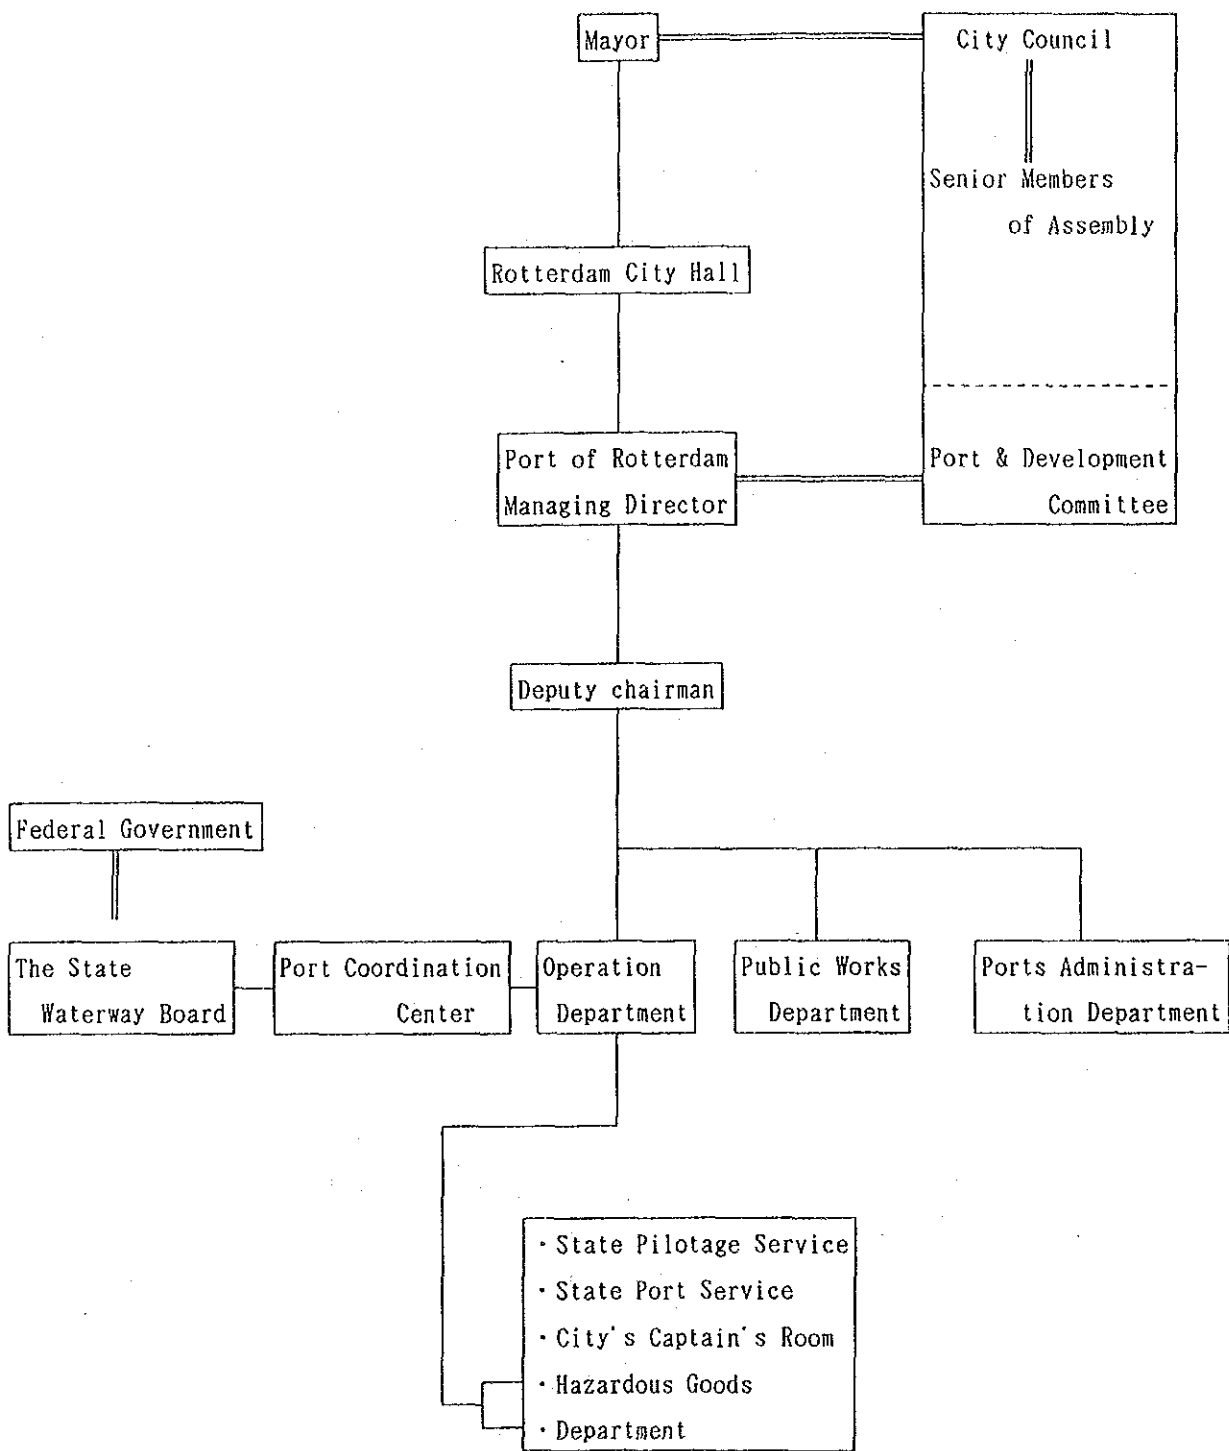 Mayor
City Council
Senior Members
of Assembly
Rotterdam City Hall
Port of Rotterdam
Managing Director
Port & Development
Committee
Deputy chairman
Federal Government
The State
Waterway Board
Port Coordination
Center
Operation
Department
Public Works
Department
Ports Administra-
tion Department
・State Pilotage Service
・State Port Service
・City's Captain's Room
・Hazardous Goods
・Department